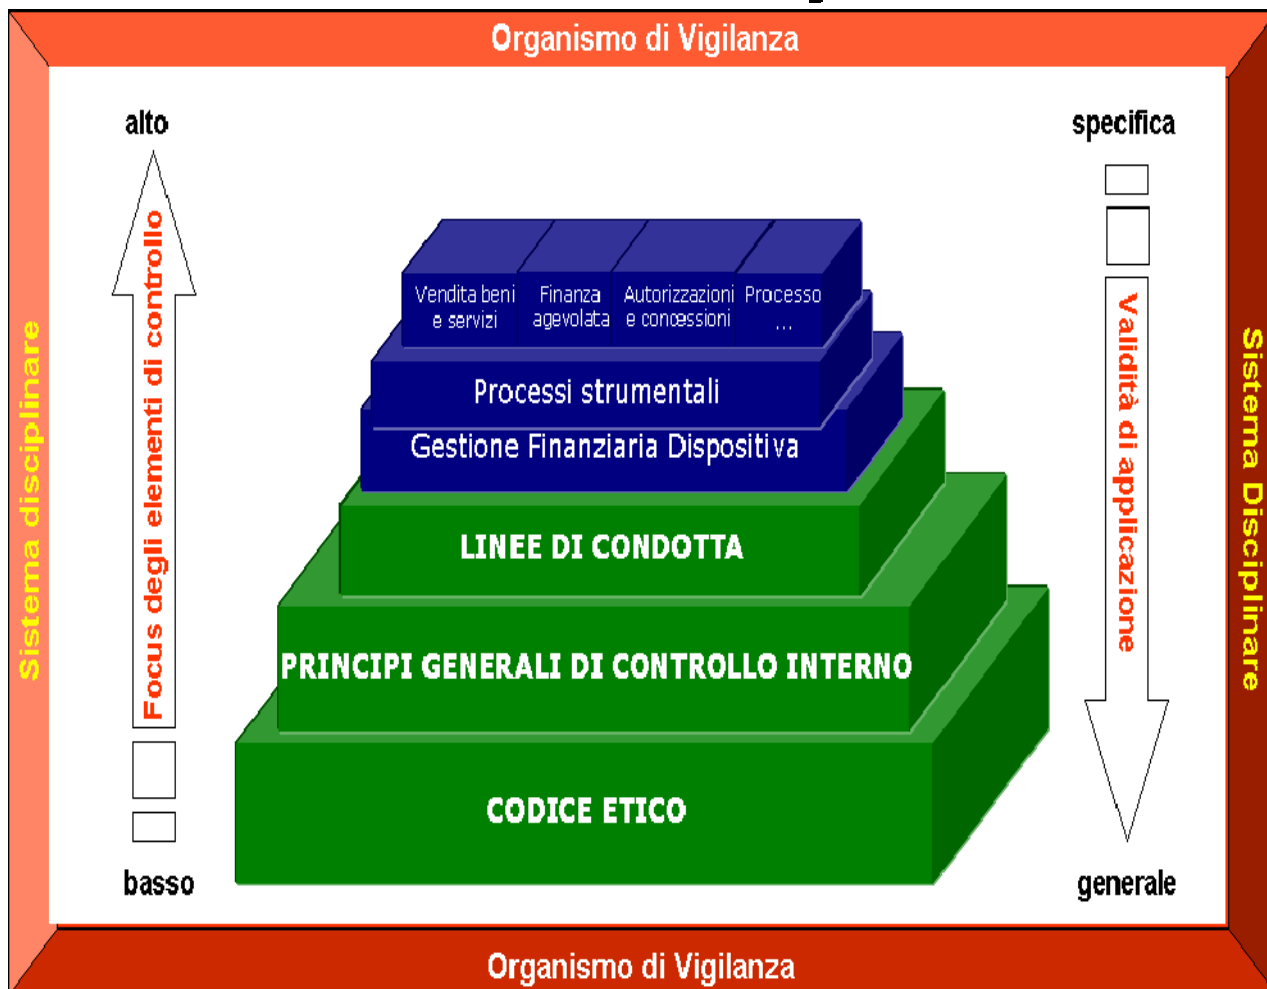 Organismo di Vigilanza
alto
specifica
Sistema disciplinare
Focus degli elementi di controllo
Vendita beni
e servizi
Finanza
agevolata
Autorizzazioni
e concessioni
Processo
...
Processi strumentali
Gestione Finanziaria Dispositiva
LINEE DI CONDOTTA
PRINCIPI GENERALI DI CONTROLLO INTERNO
CODICE ETICO
Validità di applicazione
Sistema Disciplinare
basso
generale
Organismo di Vigilanza